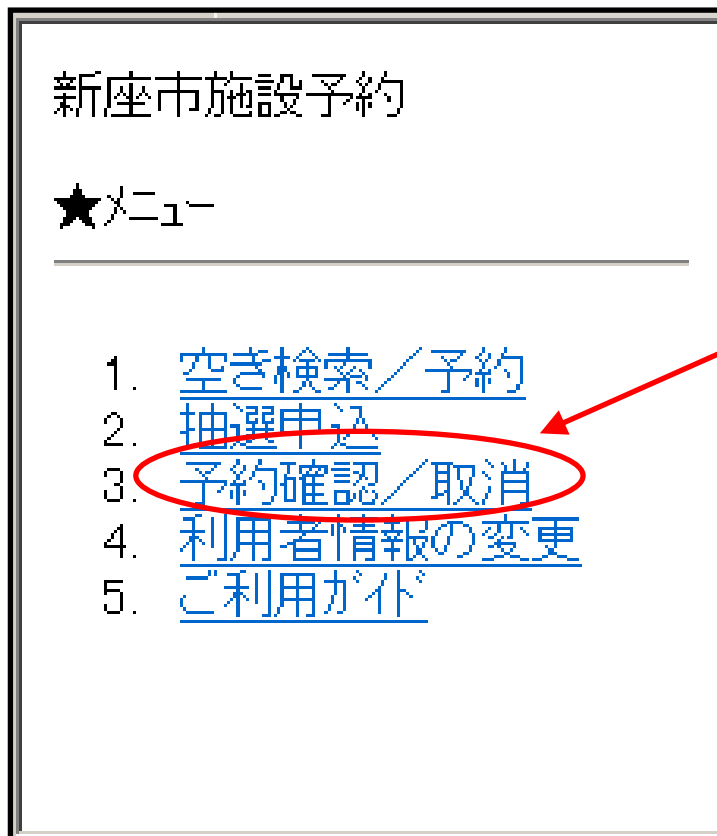 新座市施設予約
★ﾒﾆｭｰ
1. 空き検索／予約
2. 抽選申込
3. 予約確認／取消
4. 利用者情報の変更
5. ご利用ｶﾞｲﾄﾞ